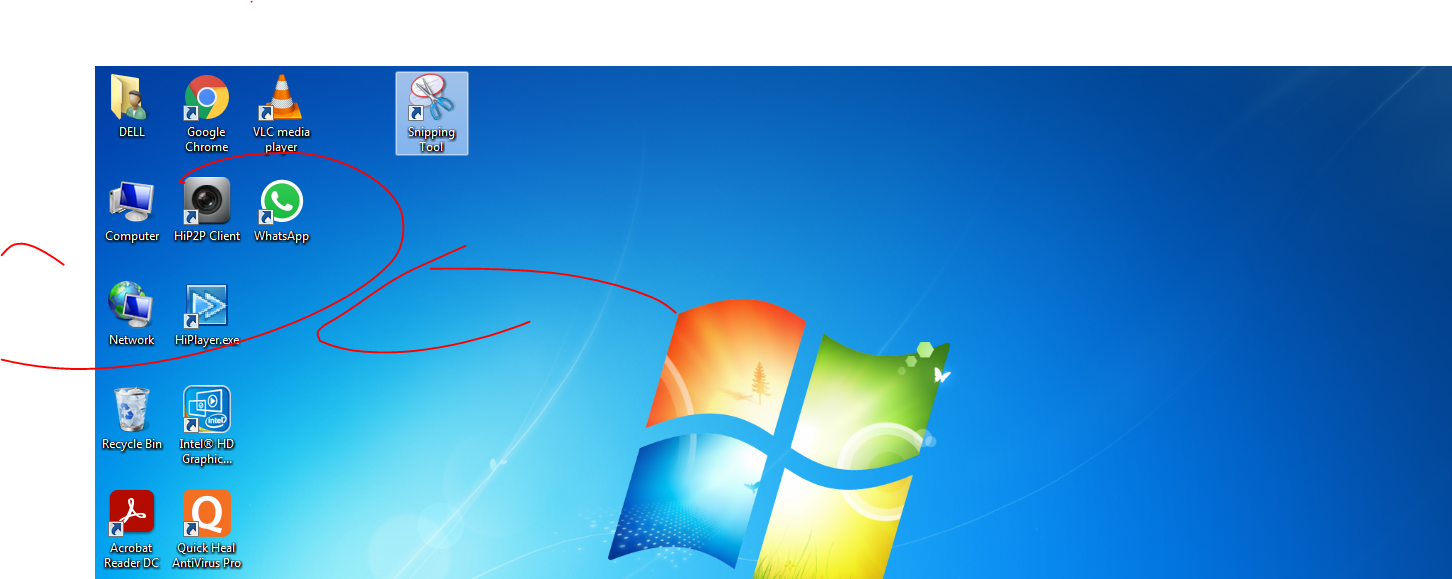 DELL
Google
Chrome
VLC media
player
Snipping
Tool
Computer
HiP2P Client
WhatsApp
Network
HiPlayer.exe
Recycle Bin
Intel® HD
Graphic...
intel
Acrobat
Reader DC
Quick Heal
AntiVirus Pro